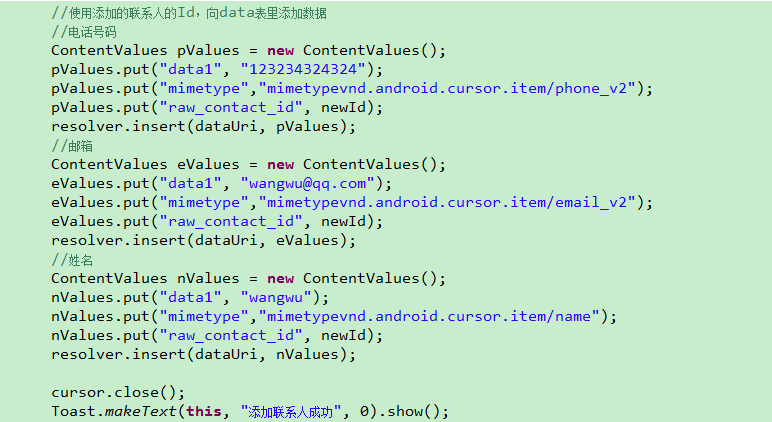 //使用添加的联系人的Id，向data表里添加数据
//电话号码
ContentValues pValues = new ContentValues();
pValues.put("data1", "123234324324");
pValues.put("mimetype","mimetypevnd.android.cursor.item/phone_v2");
pValues.put("raw_contact_id", newId);
resolver.insert(dataUri, pValues);
//邮箱
ContentValues eValues = new ContentValues();
eValues.put("data1", "wangwu@qq.com");
eValues.put("mimetype","mimetypevnd.android.cursor.item/email_v2");
eValues.put("raw_contact_id", newId);
resolver.insert(dataUri, eValues);
//姓名
ContentValues nValues = new ContentValues();
nValues.put("data1", "wangwu");
nValues.put("mimetype","mimetypevnd.android.cursor.item/name");
nValues.put("raw_contact_id", newId);
resolver.insert(dataUri, nValues);
cursor.close();
Toast.makeText(this, "添加联系人成功", 0).show();